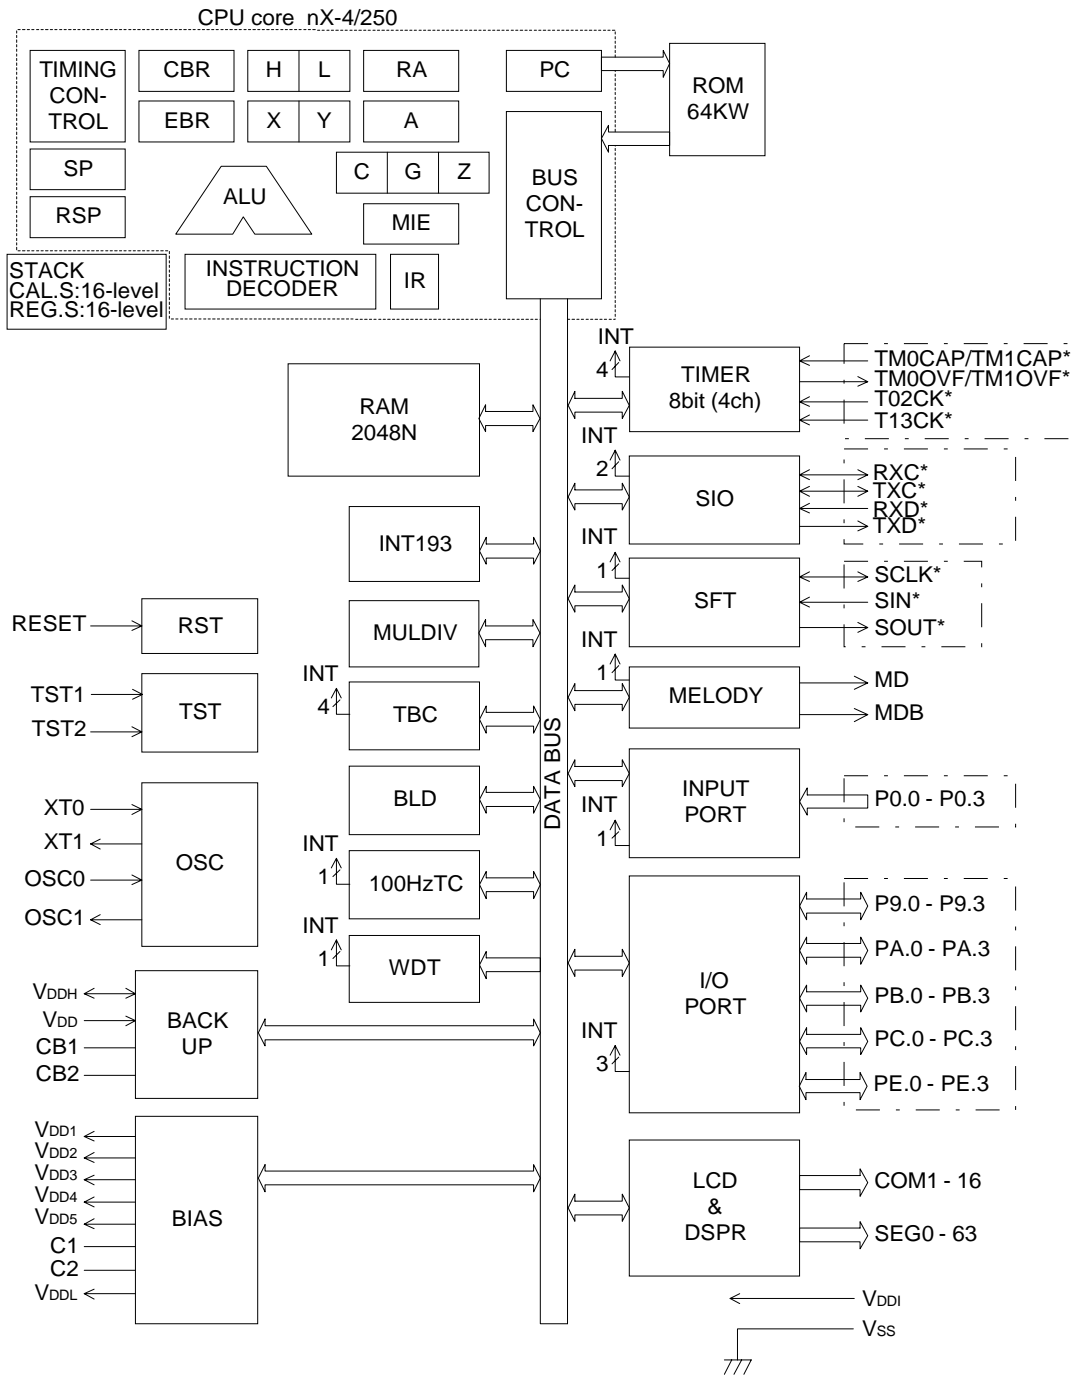 CPU core nX-4/250
TIMING
CON-
TROL
CBR
H
L
RA
PC
ROM
64KW
EBR
X
Y
A
SP
C
G
Z
BUS
CON-
TROL
RSP
ALU
MIE
STACK
CAL.S:16-level
REG.S:16-level
INSTRUCTION
DECODER
IR
RAM
2048N
INT
4
TIMER
8bit (4ch)
TM0CAP/TM1CAP*
TM0OVF/TM1OVF*
T02CK*
T13CK*
INT
2
SIO
RXC*
TXC*
RXD*
TXD*
INT193
INT
1
SFT
SCLK*
SIN*
SOUT*
RESET
RST
MULDIV
INT
1
MELODY
MD
MDB
TST1
TST2
TST
INT
4
TBC
DATA BUS
BLD
INPUT
PORT
INT
1
P0.0 - P0.3
XT0
XT1
OSC0
OSC1
OSC
INT
1
100HzTC
INT
1
WDT
I/O
PORT
INT
3
P9.0 - P9.3
PA.0 - PA.3
PB.0 - PB.3
PC.0 - PC.3
PE.0 - PE.3
VDDH
VDD
CB1
CB2
BACK
UP
VDD1
VDD2
VDD3
VDD4
VDD5
C1
C2
VDDL
BIAS
LCD
&
DSPR
COM1 - 16
SEG0 - 63
VDDI
VSS